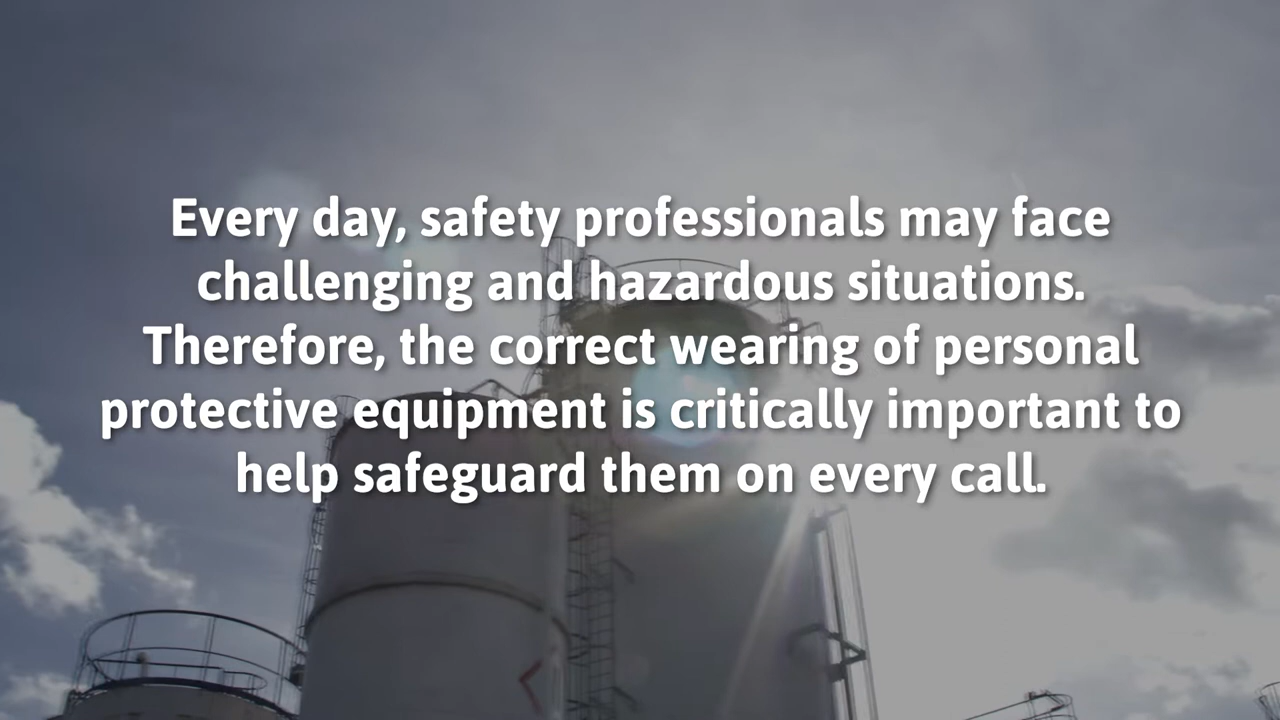 Every day, safety professionals may face
challenging and hazardous situations.
Therefore, the correct wearing of personal
protective equipment is critically important to
help safeguard them on every call.